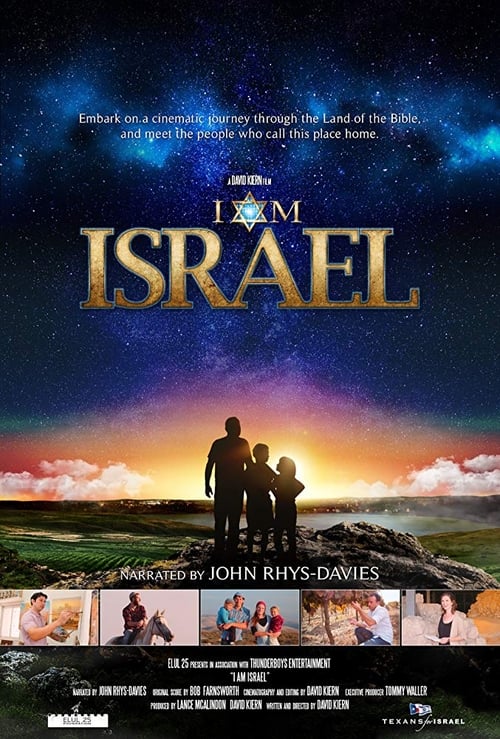 Embark on a cinematic journey through the Land of the Bible,
and meet the people who call this place home.
A DAVID KIERN FILM
I AM
ISRAEL
NARRATED BY JOHN RHYS-DAVIES
ELUL 25 PRESENTS IN ASSOCIATION WITH THUNDERBOYS ENTERTAINMENT
"I AM ISRAEL"
NARRATED BY JOHN RHYS-DAVIES ORIGINAL SCORE BY BOB FARNSWORTH CINEMATOGRAPHY AND EDITING BY DAVID KIERN EXECUTIVE PRODUCER TOMMY WALLER
PRODUCED BY LANCE MCALINDON DAVID KIERN WRITTEN AND DIRECTED BY DAVID KIERN
ELUL 25
TEXANS for ISRAEL